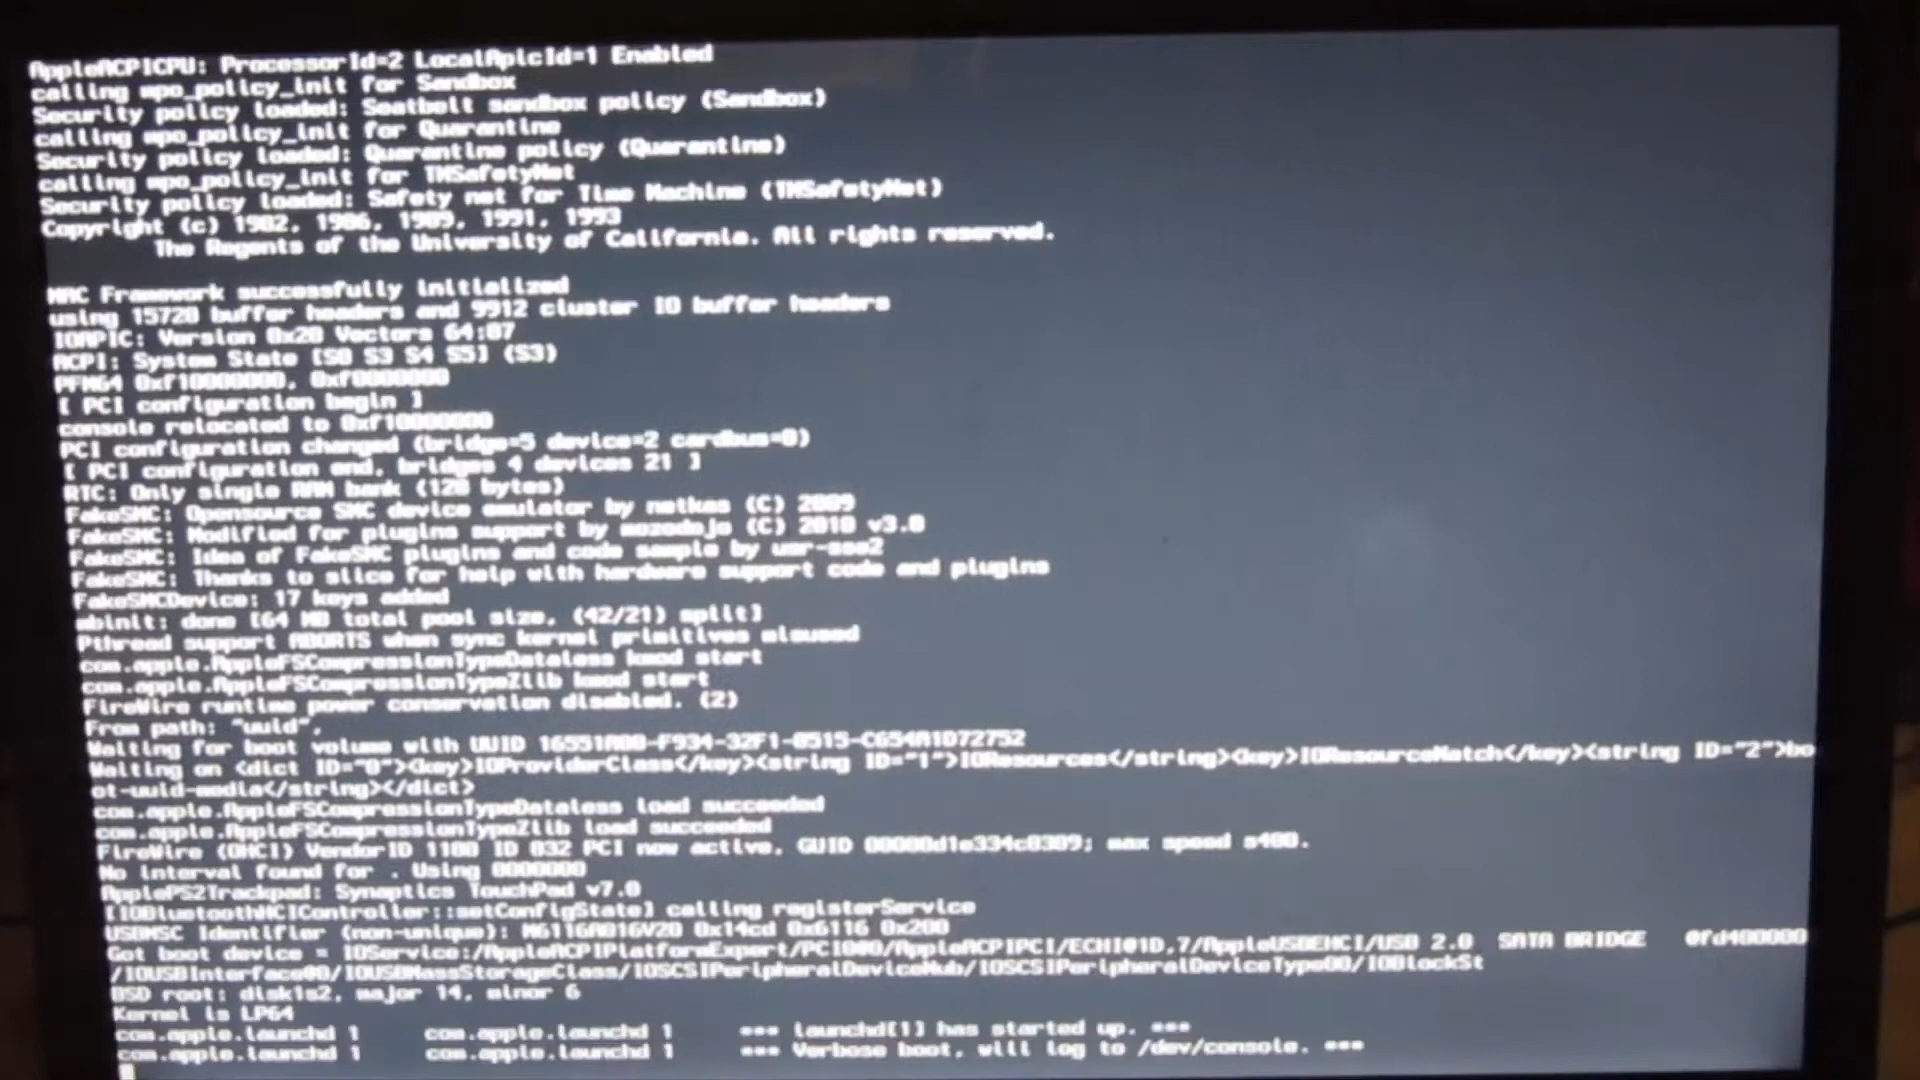 AppleACPICPU: ProcessorId=2 LocalApicId=1 Enabled
calling mpo_policy_init for Sandbox
Security policy loaded: Seatbelt sandbox policy (Sandbox)
calling mpo_policy_init for Quarantine
Security policy loaded: Quarantine policy (Quarantine)
calling mpo_policy_init for TMSafetyNet
Security policy loaded: Safety net for Time Machine (TMSafetyNet)
Copyright (c) 1982, 1986, 1989, 1991, 1993
The Regents of the University of California. All rights reserved.
MAC Framework successfully initialized
using 15728 buffer headers and 9912 cluster IO buffer headers
IOAPIC: Version 0x20 Vectors 64:87
ACPI: System State [S0 S3 S4 S5] (S3)
PFM64 0xf10000000, 0xf0000000
[ PCI configuration begin ]
console relocated to 0xf10000000
PCI configuration changed (bridge=5 device=2 cardbus=0)
[ PCI configuration end, bridges 4 devices 21 ]
RTC: Only single RAM bank (128 bytes)
FakeSMC: Opensource SMC device emulator by netkas (C) 2009
FakeSMC: Modified for plugins support by mozodojo (C) 2010 v3.0
FakeSMC: Idea of FakeSMC plugins and code sample by usr-sse2
FakeSMC: Thanks to slice for help with hardware support code and plugins
FakeSMCDevice: 17 keys added
mbinit: done [64 MB total pool size, (42/21) split]
Pthread support ABORTS when sync kernel primitives misused
com.apple.AppleFSCompressionTypeDataless kmod start
com.apple.AppleFSCompressionTypeZlib kmod start
FireWire runtime power conservation disabled. (2)
From path: "uuid",
Waiting for boot volume with UUID 16551A00-F934-32F1-8515-C654A1D72752
Waiting on <dict ID="0"><key>IOProviderClass</key><string ID="1">IOResources</string><key>IOResourceMatch</key><string ID="2">bo
ot-uuid-media</string></dict>
com.apple.AppleFSCompressionTypeDataless load succeeded
com.apple.AppleFSCompressionTypeZlib load succeeded
FireWire (OHCI) VendorID 1180 ID 832 PCI now active, GUID 00000d1e334c8309; max speed s400.
No interval found for . Using 8000000
ApplePS2Trackpad: Synaptics TouchPad v7.0
[IOBluetoothHCIController::setConfigState] calling registerService
USBMSC Identifier (non-unique): M6116A016V20 0x14cd 0x6116 0x200
Got boot device = IOService:/AppleACPIPlatformExpert/PCI0@0/AppleACPIPCI/ECHI@1D,7/AppleUSBEHCI/USB 2.0 SATA BRIDGE @fd400000
/IOUSBInterface@0/IOUSBMassStorageClass/IOSCSIPeripheralDeviceNub/IOSCSIPeripheralDeviceType00/IOBlockSt
BSD root: disk1s2, major 14, minor 6
Kernel is LP64
com.apple.launchd 1 com.apple.launchd 1 *** launchd[1] has started up. ***
com.apple.launchd 1 com.apple.launchd 1 *** Verbose boot, will log to /dev/console. ***